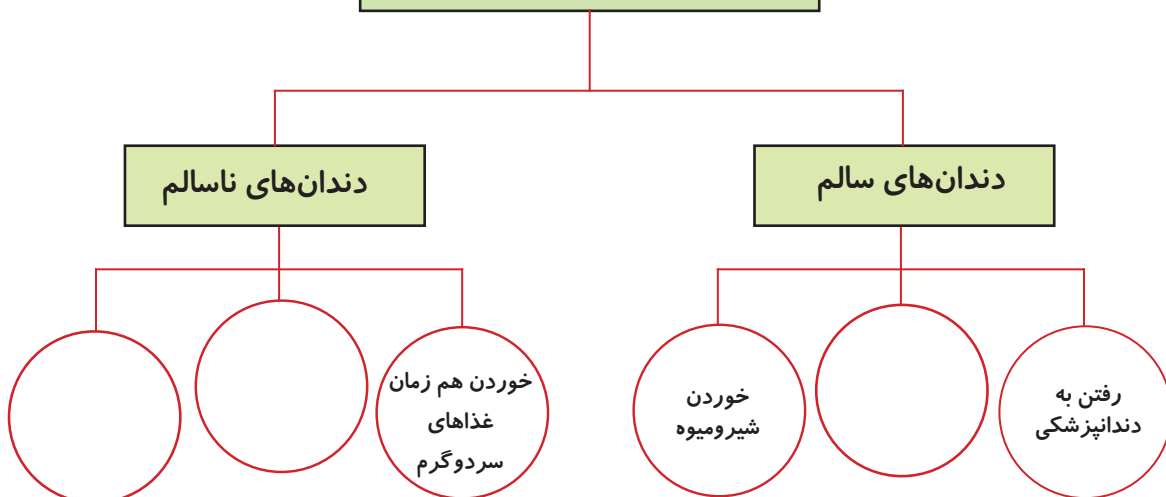 دندان‌های سالم
دندان‌های ناسالم
رفتن به
دندانپزشکی
خوردن
شیرومیوه
خوردن هم زمان
غذاهای
سردوگرم